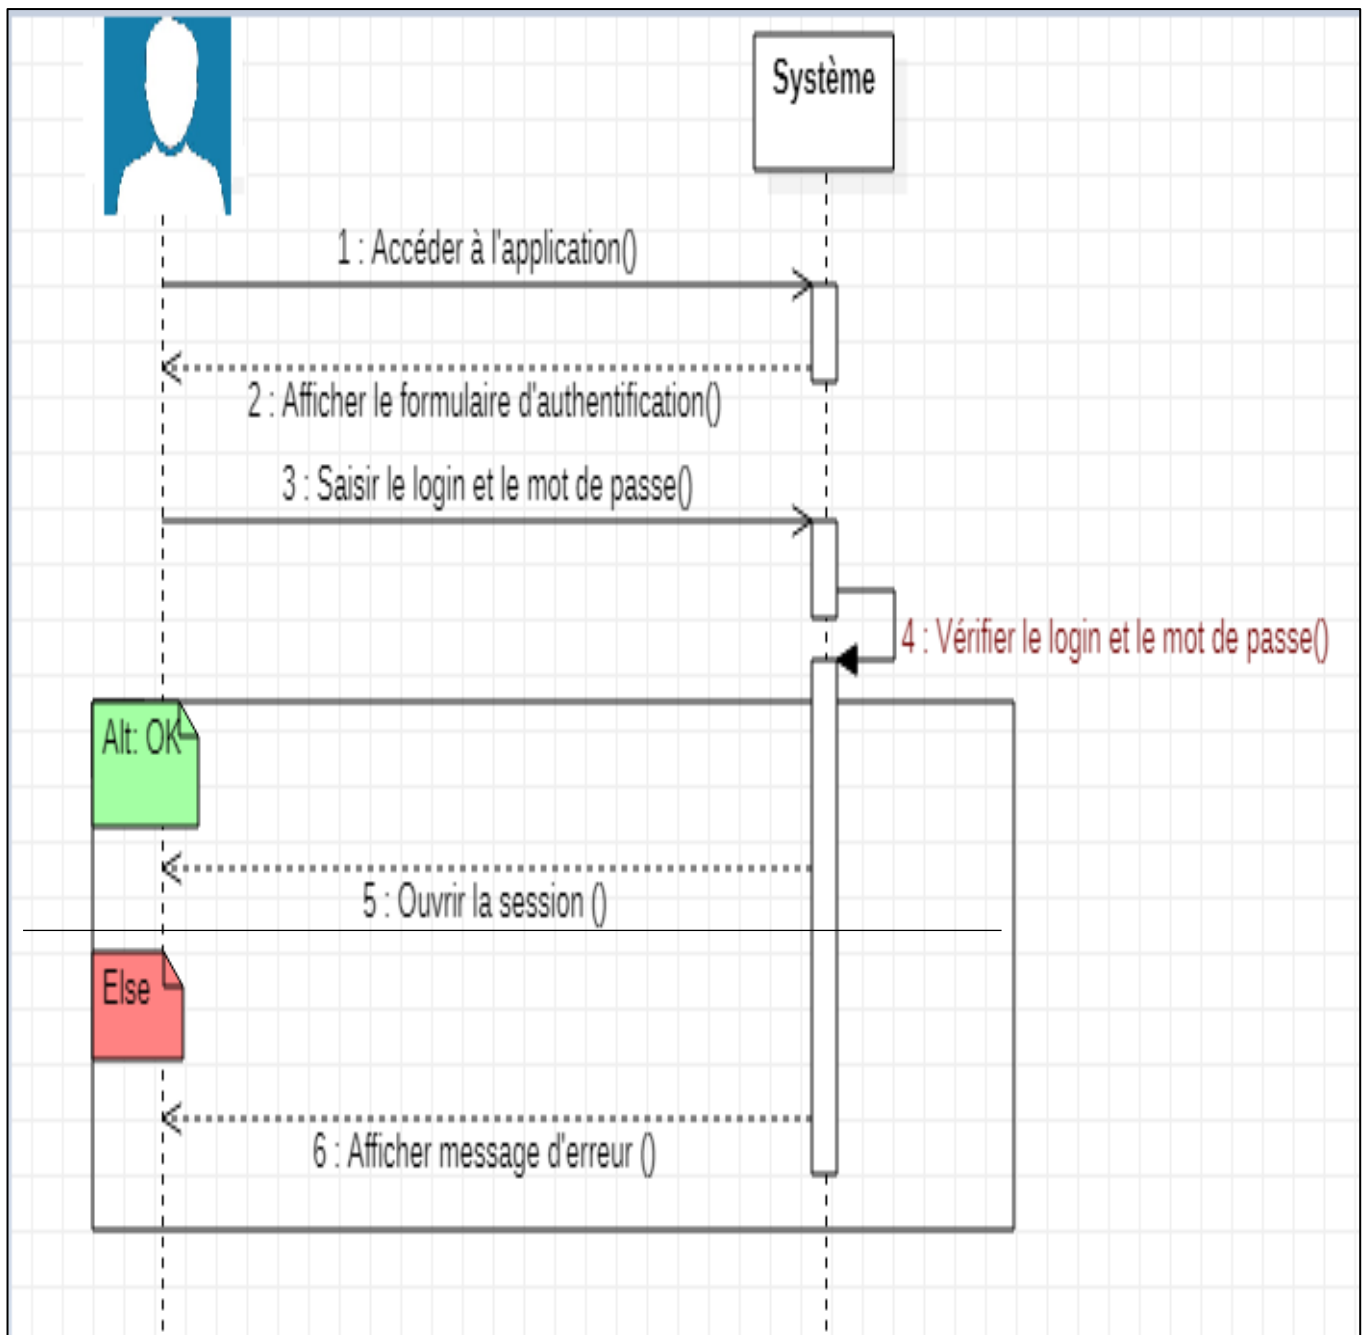 Système
1 : Accéder à l'application()
2 : Afficher le formulaire d'authentification()
3 : Saisir le login et le mot de passe()
4 : Vérifier le login et le mot de passe()
Alt: OK
5 : Ouvrir la session ()
Else
6 : Afficher message d'erreur ()